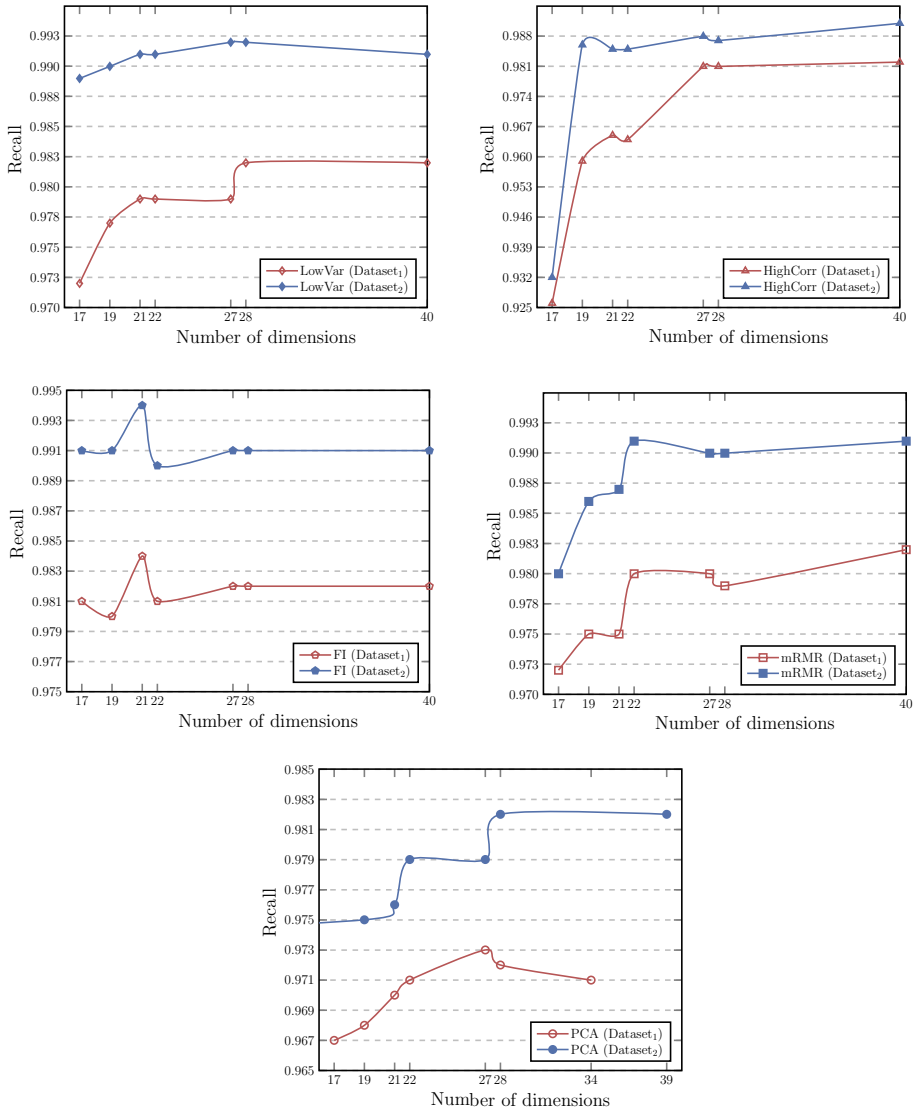 0.993
0.990
0.988
0.985
0.983
0.980
0.978
0.975
0.973
0.970
Recall
LowVar (Dataset₁)
LowVar (Dataset₂)
17 19 21 22 27 28 40
Number of dimensions
0.988
0.981
0.974
0.967
0.960
0.953
0.946
0.939
0.932
0.925
Recall
HighCorr (Dataset₁)
HighCorr (Dataset₂)
17 19 21 22 27 28 40
Number of dimensions
0.995
0.993
0.991
0.989
0.987
0.985
0.983
0.981
0.979
0.977
0.975
Recall
FI (Dataset₁)
FI (Dataset₂)
17 19 21 22 27 28 40
Number of dimensions
0.993
0.990
0.988
0.985
0.983
0.980
0.978
0.975
0.973
0.970
Recall
mRMR (Dataset₁)
mRMR (Dataset₂)
17 19 21 22 27 28 40
Number of dimensions
0.985
0.983
0.981
0.979
0.977
0.975
0.973
0.971
0.969
0.967
0.965
Recall
PCA (Dataset₁)
PCA (Dataset₂)
17 19 21 22 27 28 34 39
Number of dimensions